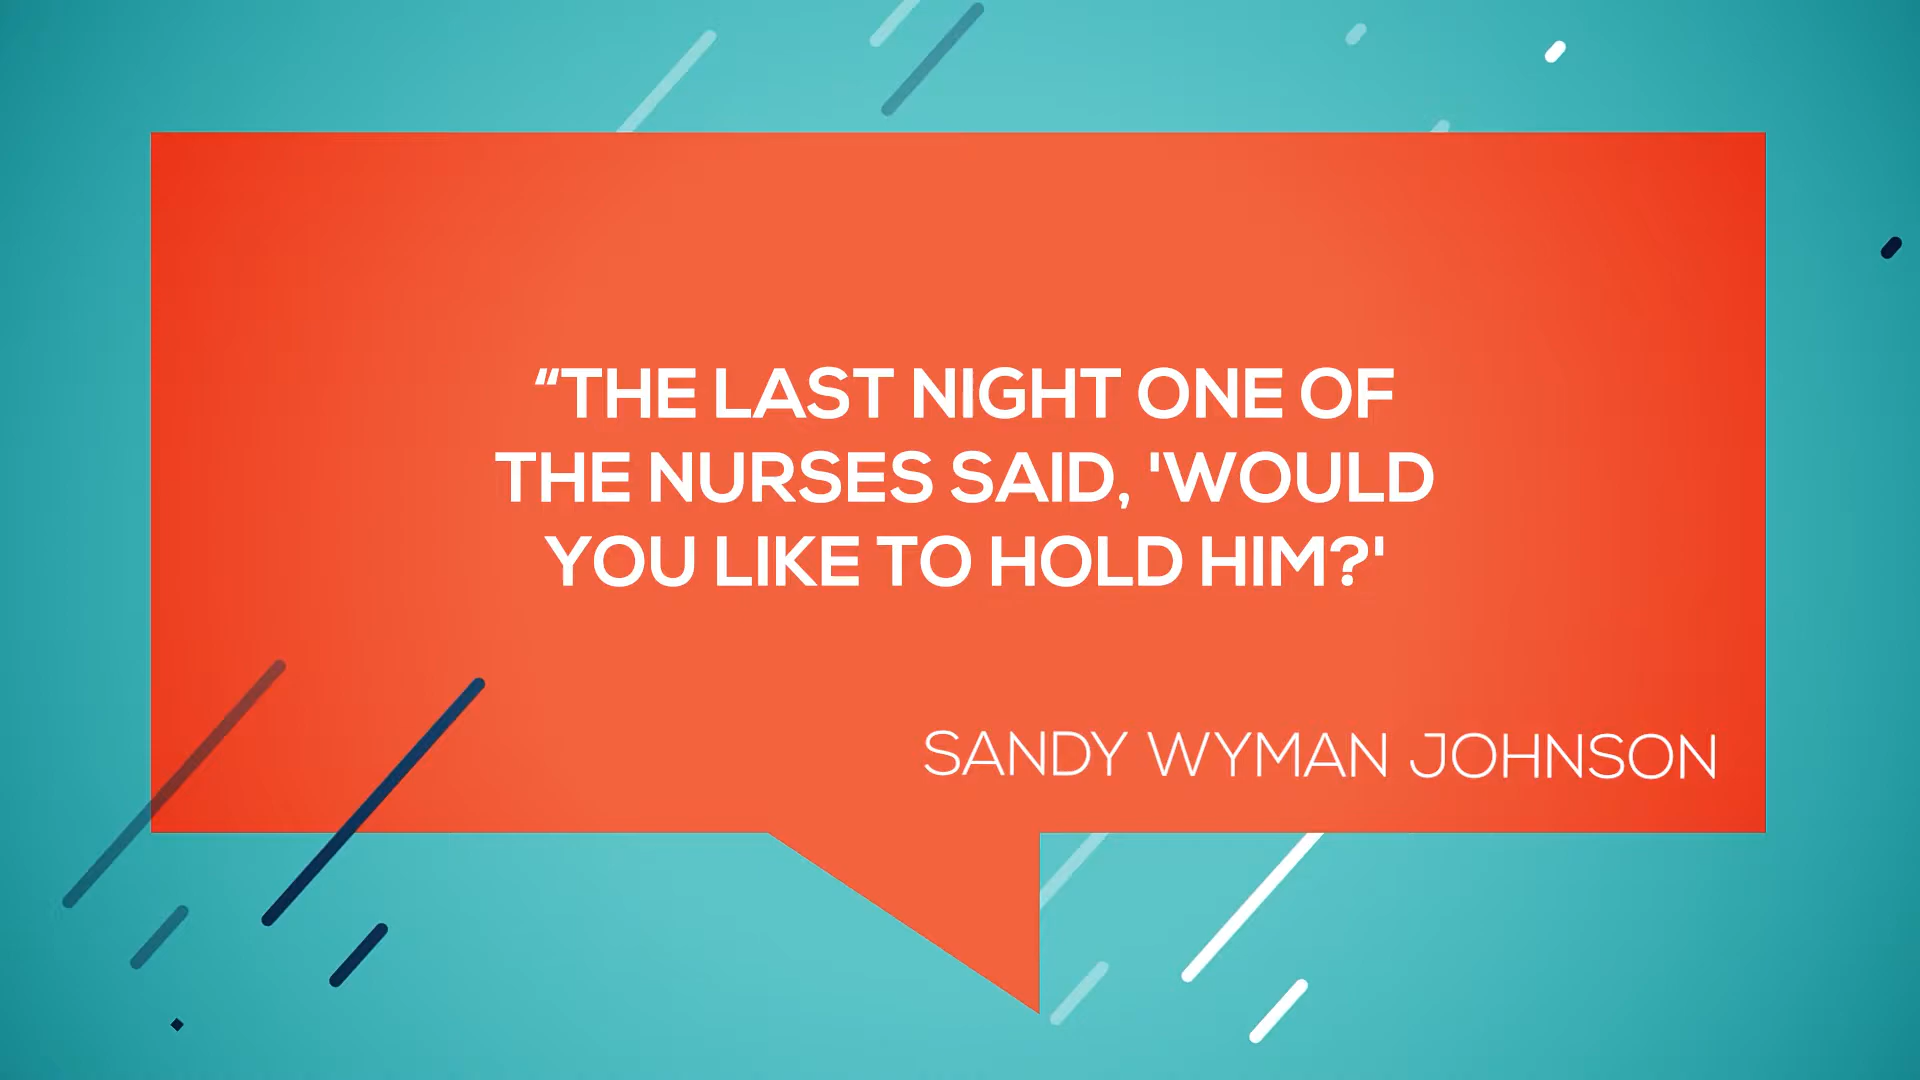 “THE LAST NIGHT ONE OF
THE NURSES SAID, 'WOULD
YOU LIKE TO HOLD HIM?'
SANDY WYMAN JOHNSON